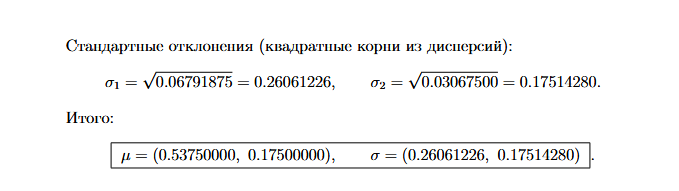 Стандартные отклонения (квадратные корни из дисперсий):
σ₁ = √0.06791875 = 0.26061226, σ₂ = √0.03067500 = 0.17514280.
Итого:
μ = (0.53750000, 0.17500000), σ = (0.26061226, 0.17514280) .